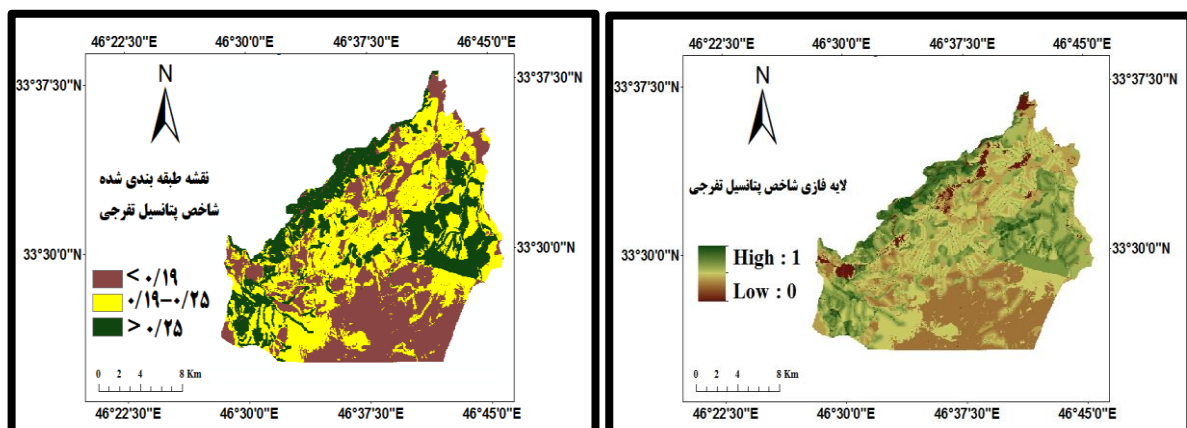 46°22'30"E 46°30'0"E 46°37'30"E 46°45'0"E
33°37'30"N
33°37'30"N
N
نقشه طبقه بندی شده
شاخص پتانسیل تفرجی
33°30'0"N
33°30'0"N
< ۰/۱۹
۰/۱۹-۰/۲۵
> ۰/۲۵
0 2 4 8 Km
46°22'30"E 46°30'0"E 46°37'30"E 46°45'0"E
46°22'30"E 46°30'0"E 46°37'30"E 46°45'0"E
33°37'30"N
33°37'30"N
N
لایه فازی شاخص پتانسیل تفرجی
33°30'0"N
33°30'0"N
High : 1
Low : 0
0 2 4 8 Km
46°22'30"E 46°30'0"E 46°37'30"E 46°45'0"E